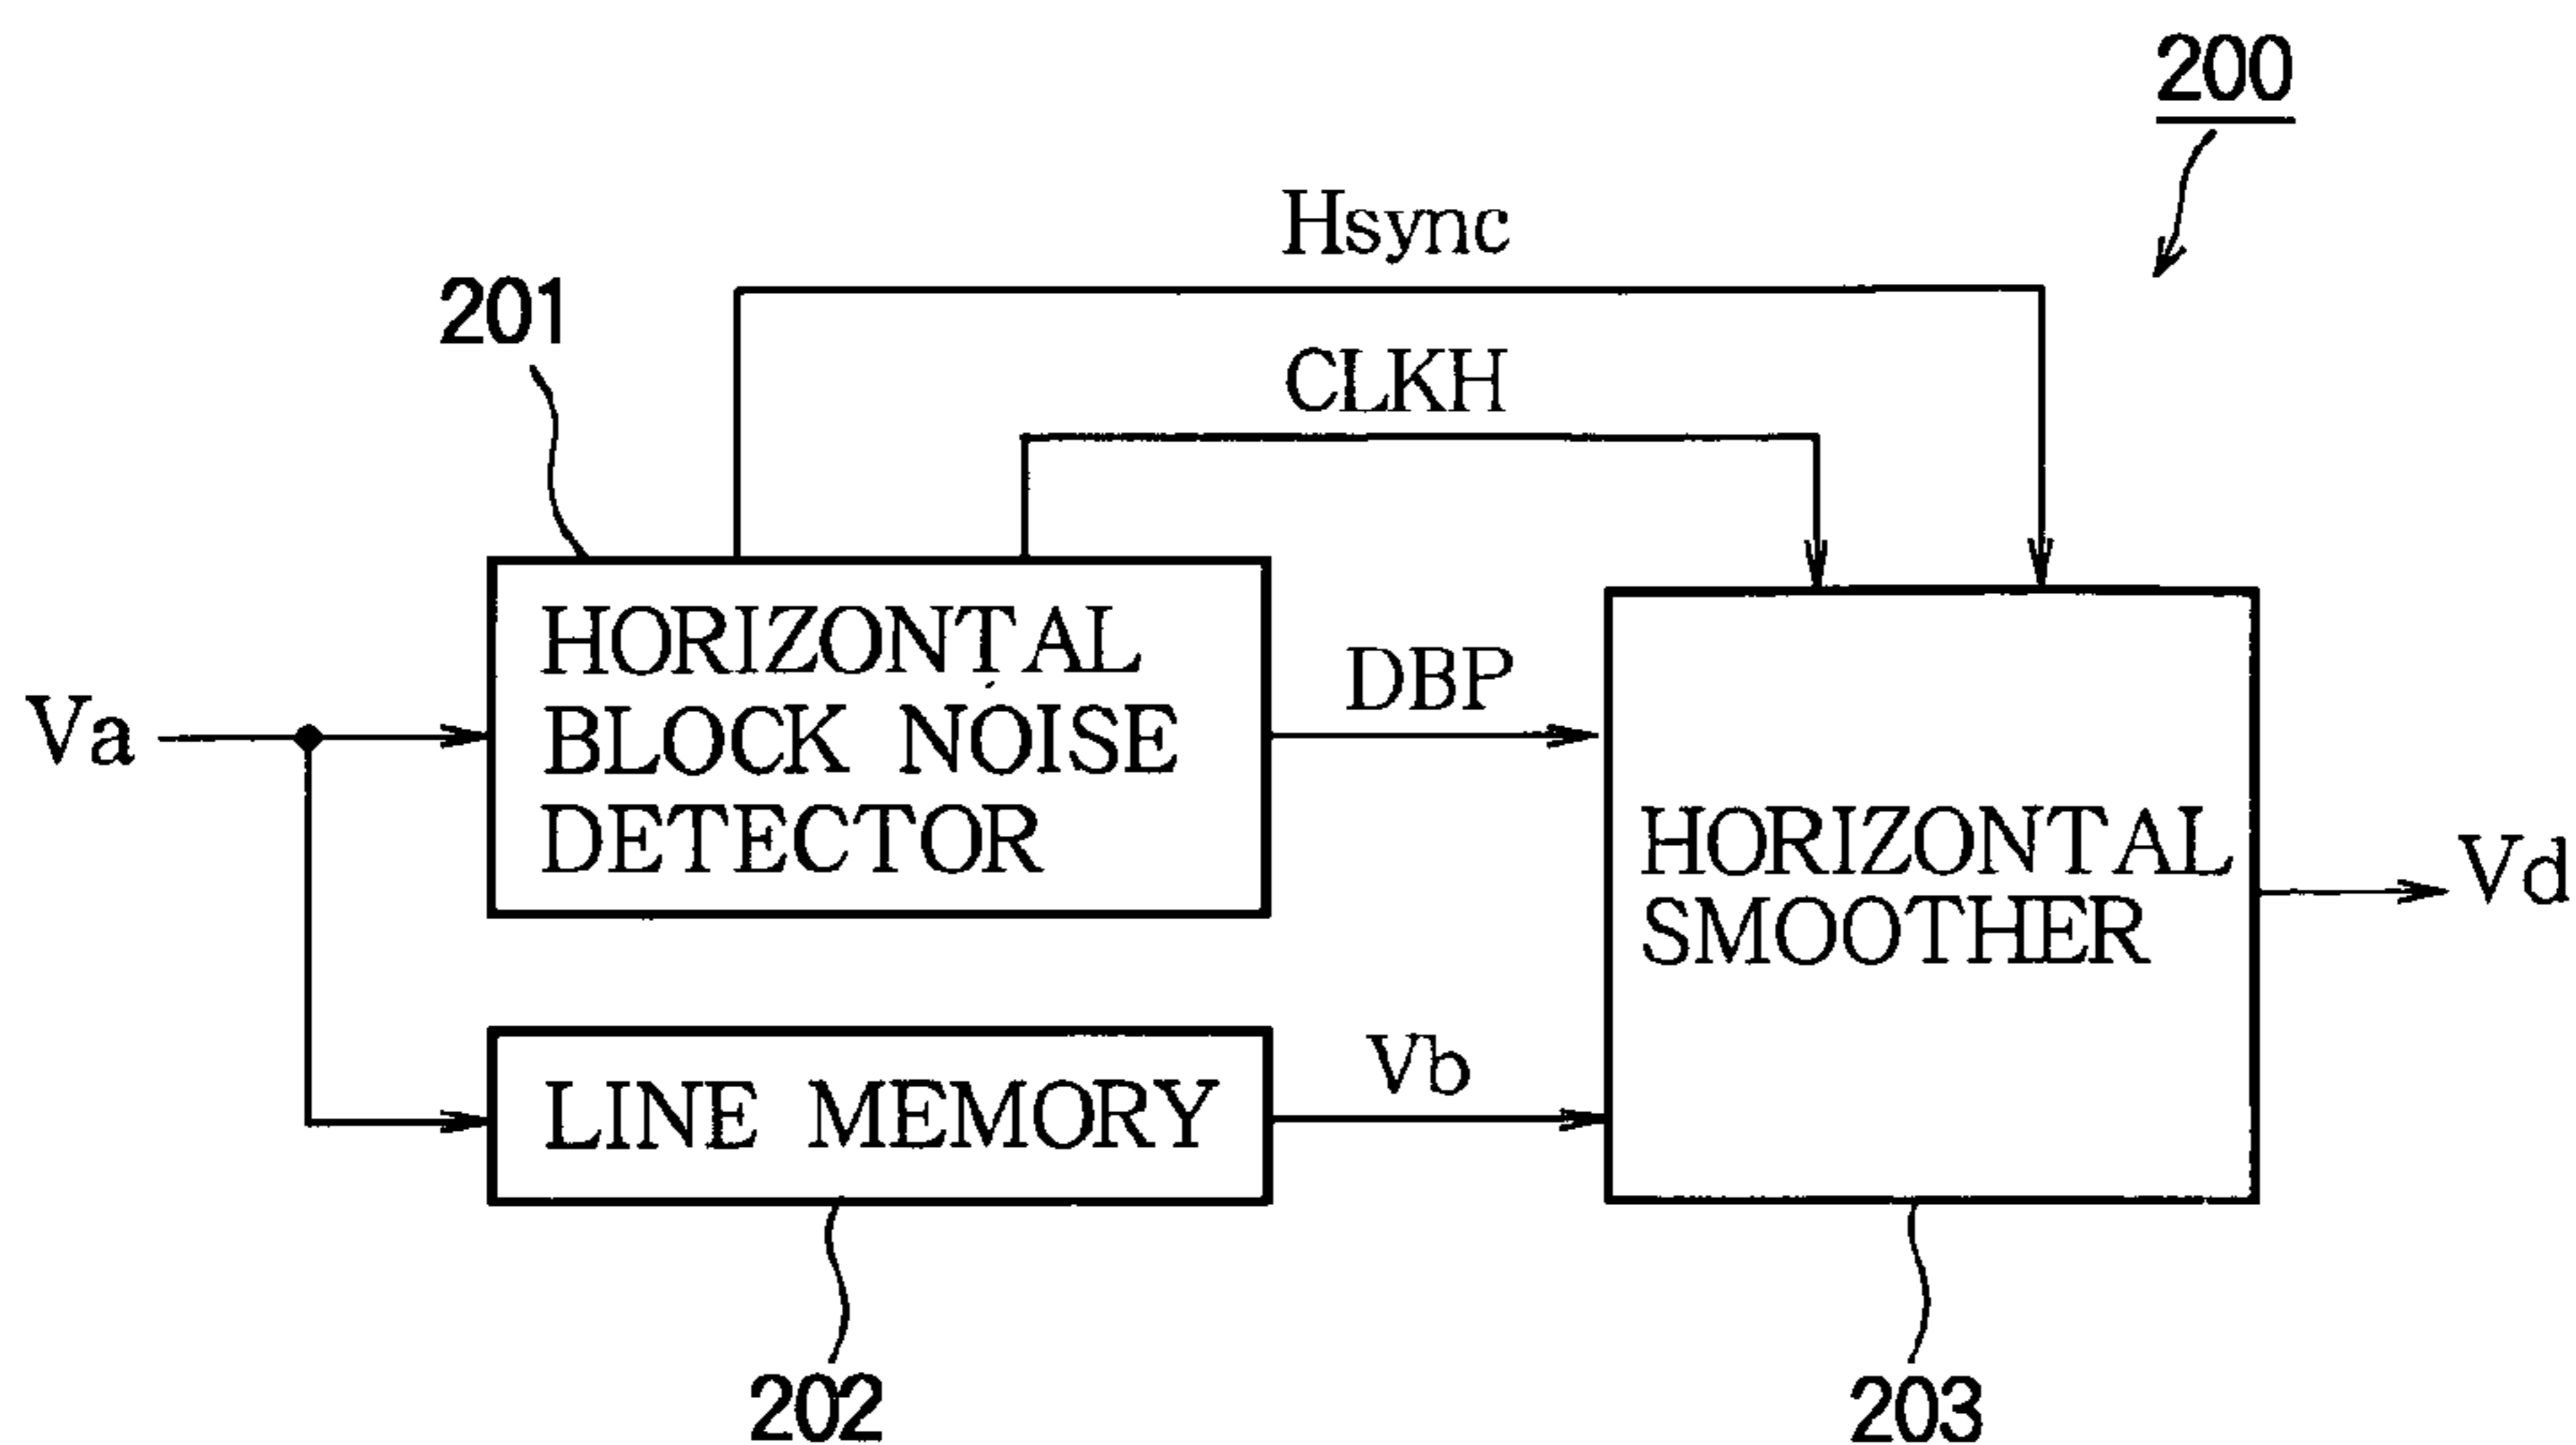 200
Hsync
201
CLKH
HORIZONTAL
BLOCK NOISE
DETECTOR
DBP
Va
HORIZONTAL
SMOOTHER
Vd
LINE MEMORY
Vb
202
203